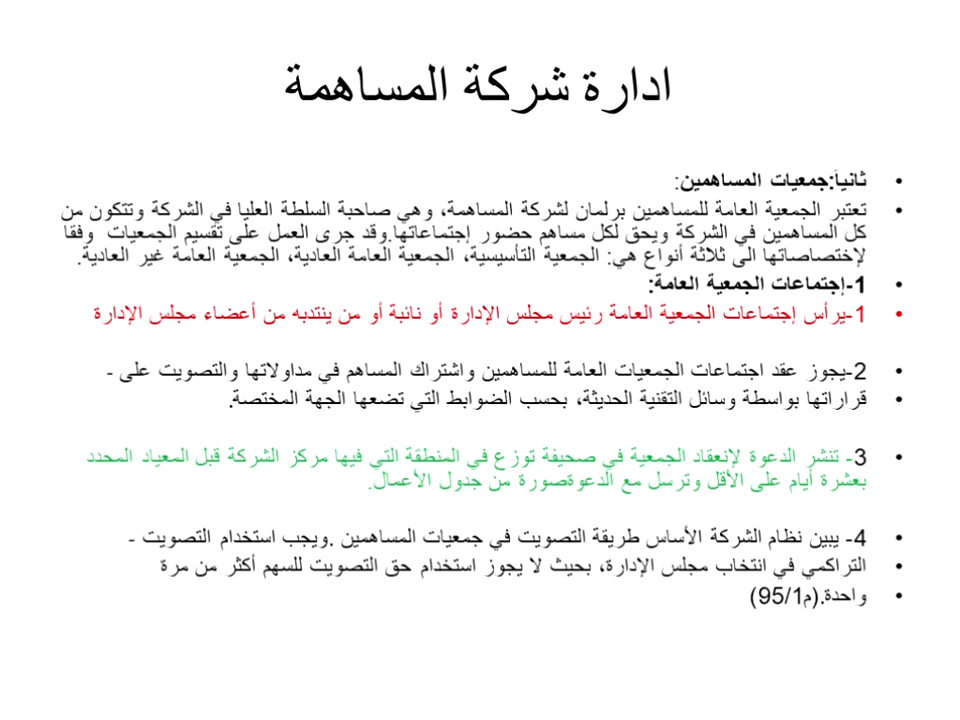 ادارة شركة المساهمة
• ثانياً:جمعيات المساهمين:
• تعتبر الجمعية العامة للمساهمين برلمان لشركة المساهمة، وهي صاحبة السلطة العليا في الشركة وتتكون من
كل المساهمين في الشركة ويحق لكل مساهم حضور إجتماعاتها.وقد جرى العمل على تقسيم الجمعيات وفقا
لإختصاصاتها الى ثلاثة أنواع هي: الجمعية التأسيسية، الجمعية العامة العادية، الجمعية العامة غير العادية.
• 1-إجتماعات الجمعية العامة:
• 1-يرأس إجتماعات الجمعية العامة رئيس مجلس الإدارة أو نائبة أو من ينتدبه من أعضاء مجلس الإدارة
• 2-يجوز عقد اجتماعات الجمعيات العامة للمساهمين واشتراك المساهم في مداولاتها والتصويت على -
• قراراتها بواسطة وسائل التقنية الحديثة، بحسب الضوابط التي تضعها الجهة المختصة.
• 3- تنشر الدعوة لإنعقاد الجمعية في صحيفة توزع في المنطقة التي فيها مركز الشركة قبل المعياد المحدد
بعشرة أيام على الأقل وترسل مع الدعوةصورة من جدول الأعمال.
• 4- يبين نظام الشركة الأساس طريقة التصويت في جمعيات المساهمين .ويجب استخدام التصويت -
• التراكمي في انتخاب مجلس الإدارة، بحيث لا يجوز استخدام حق التصويت للسهم أكثر من مرة
• واحدة.(م95/1)